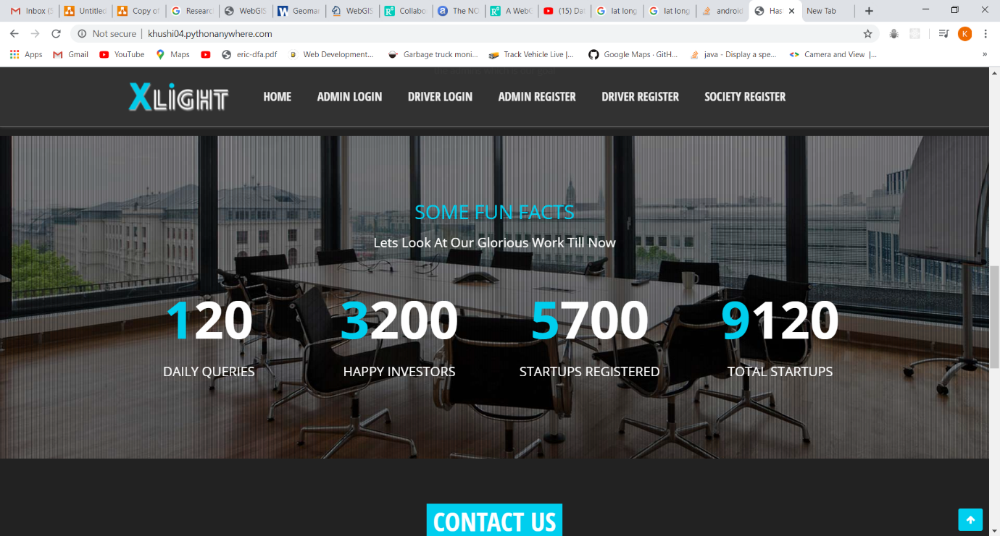 Inbox (5
Untitled
Copy of
Researc
WebGIS
Geomar
WebGIS
Collabo
The NO
A WebG
(15) Dat
lat long
lat long
android
Has
New Tab
Not secure | khushi04.pythonanywhere.com
K
Apps
Gmail
YouTube
Maps
eric-dfa.pdf
Web Development...
Garbage truck moni...
Track Vehicle Live |...
Google Maps · GitH...
java - Display a spe...
Camera and View |...
»
XLiGHT
HOME
ADMIN LOGIN
DRIVER LOGIN
ADMIN REGISTER
DRIVER REGISTER
SOCIETY REGISTER
SOME FUN FACTS
Lets Look At Our Glorious Work Till Now
120
3200
5700
9120
DAILY QUERIES
HAPPY INVESTORS
STARTUPS REGISTERED
TOTAL STARTUPS
CONTACT US